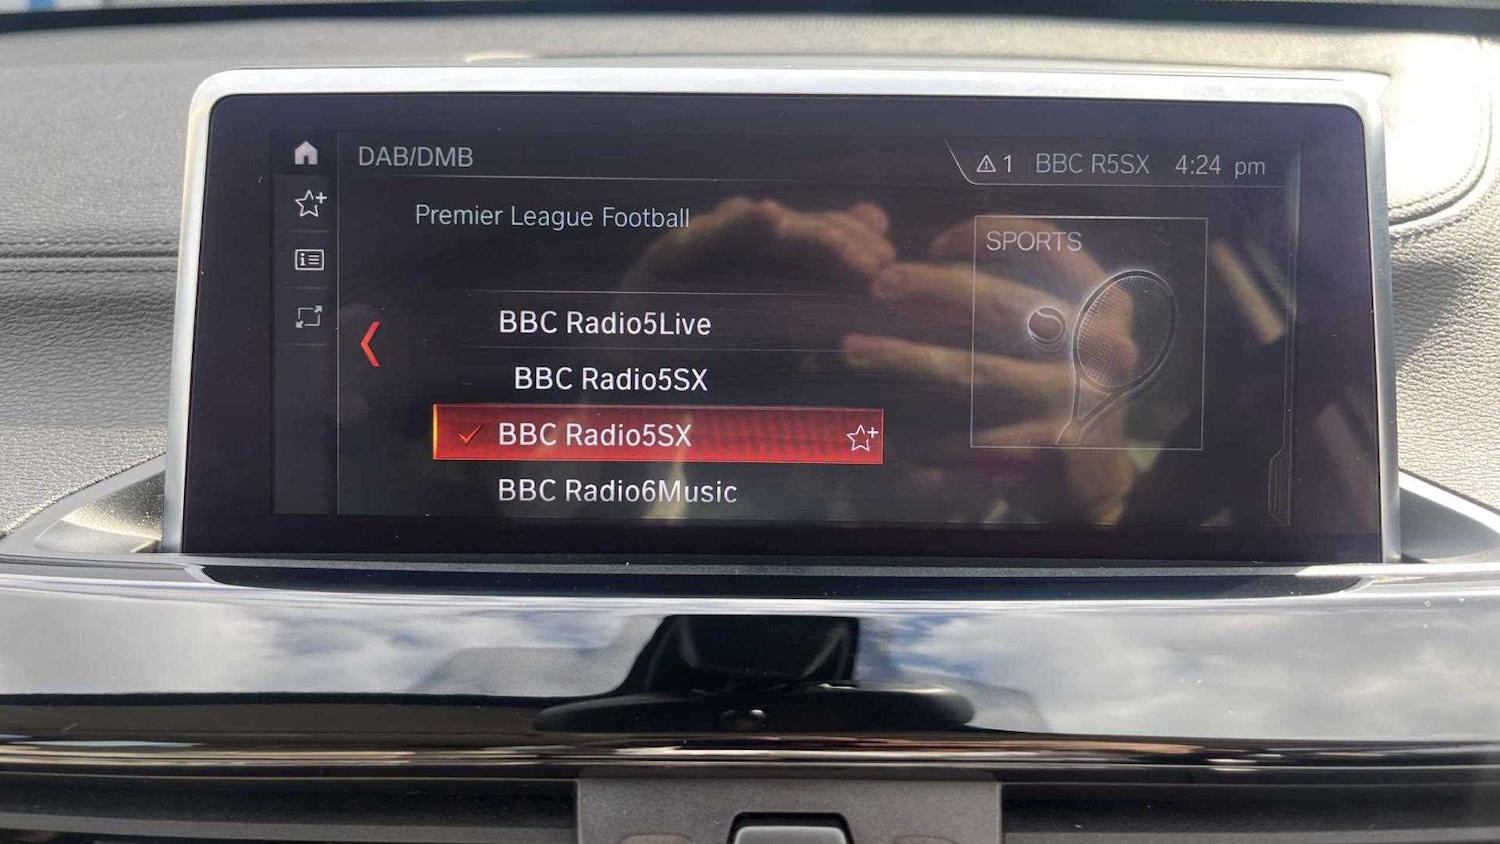 DAB/DMB
1 BBC R5SX 4:24 pm
Premier League Football
SPORTS
BBC Radio5Live
BBC Radio5SX
BBC Radio5SX
BBC Radio6Music